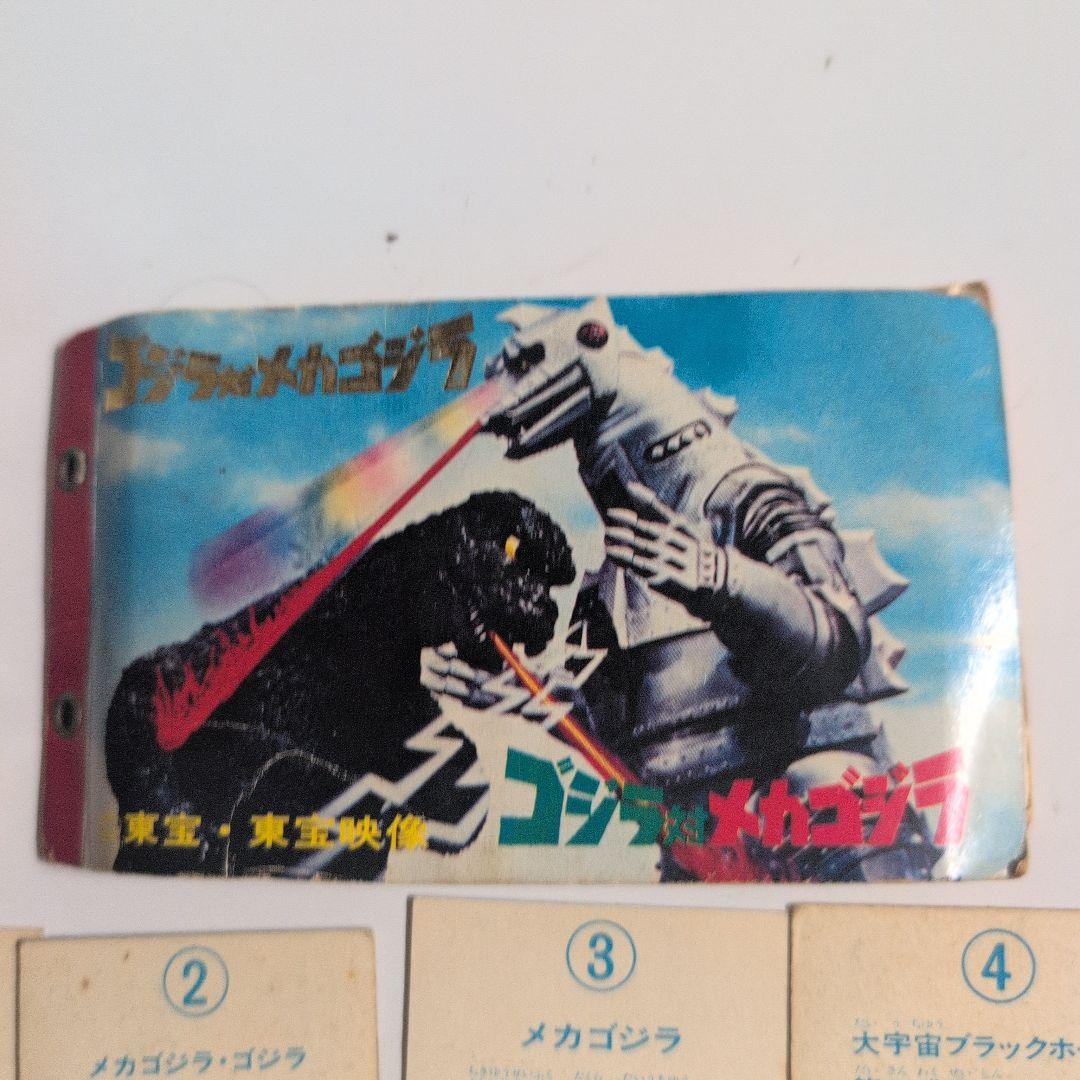 ゴジラ対メカゴジラ
©東宝・東宝映像
ゴジラ対メカゴジラ
2
メカゴジラ・ゴジラ
3
メカゴジラ
4
大宇宙ブラックホー